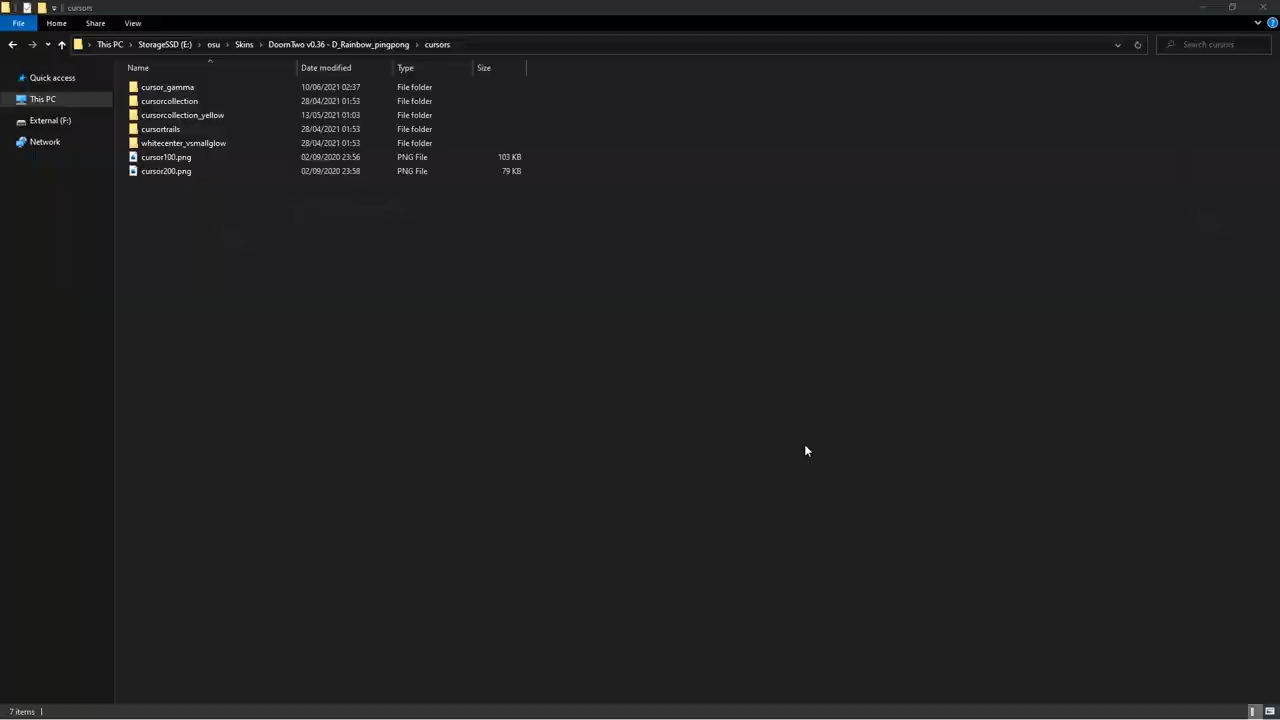 cursors
File Home Share View
This PC StorageSSD (E:) osu Skins DoomTwo v0.36 - D_Rainbow_pingpong cursors Search cursors
Name Date modified Type Size
Quick access
This PC
External (F:)
Network
cursor_gamma 10/06/2021 02:37 File folder
cursorcollection 28/04/2021 01:53 File folder
cursorcollection_yellow 13/05/2021 01:03 File folder
cursortrails 28/04/2021 01:53 File folder
whitecenter_vsmallglow 28/04/2021 01:53 File folder
cursor100.png 02/09/2020 23:56 PNG File 103 KB
cursor200.png 02/09/2020 23:58 PNG File 79 KB
7 items